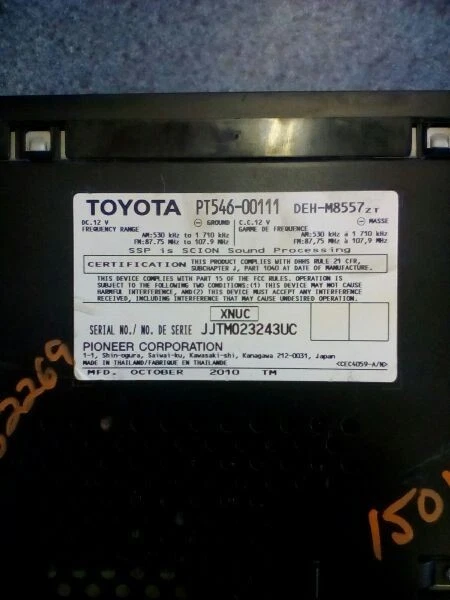 TOYOTA PT546-00111 DEH-M8557ZT
DC.12 V ⊖ GROUND C.C.12 V ⊖ MASSE
FREQUENCY RANGE GAMME DE FREQUENCE
AM:530 kHz to 1 710 kHz AM:530 kHz à 1 710 kHz
FM:87.75 MHz to 107.9 MHz FM:87,75 MHz à 107,9 MHz
SSP is SCION Sound Processing
CERTIFICATION THIS PRODUCT COMPLIES WITH DHHS RULE 21 CFR,
SUBCHAPTER J, PART 1040 AT DATE OF MANUFACTURE.
THIS DEVICE COMPLIES WITH PART 15 OF THE FCC RULES. OPERATION IS
SUBJECT TO THE FOLLOWING TWO CONDITIONS:(1) THIS DEVICE MAY NOT CAUSE
HARMFUL INTERFERENCE, AND(2) THIS DEVICE MUST ACCEPT ANY INTERFERENCE
RECEIVED, INCLUDING INTERFERENCE THAT MAY CAUSE UNDESIRED OPERATION.
XNUC
SERIAL NO./ NO. DE SERIE JJTM023243UC
PIONEER CORPORATION
1-1, Shin-ogura, Saiwai-ku, Kawasaki-shi, Kanagawa 212-0031, Japan
MADE IN THAILAND/FABRIQUE EN THAILANDE <CEC4059-A/N>
MFD. OCTOBER 2010 TM
2269
150